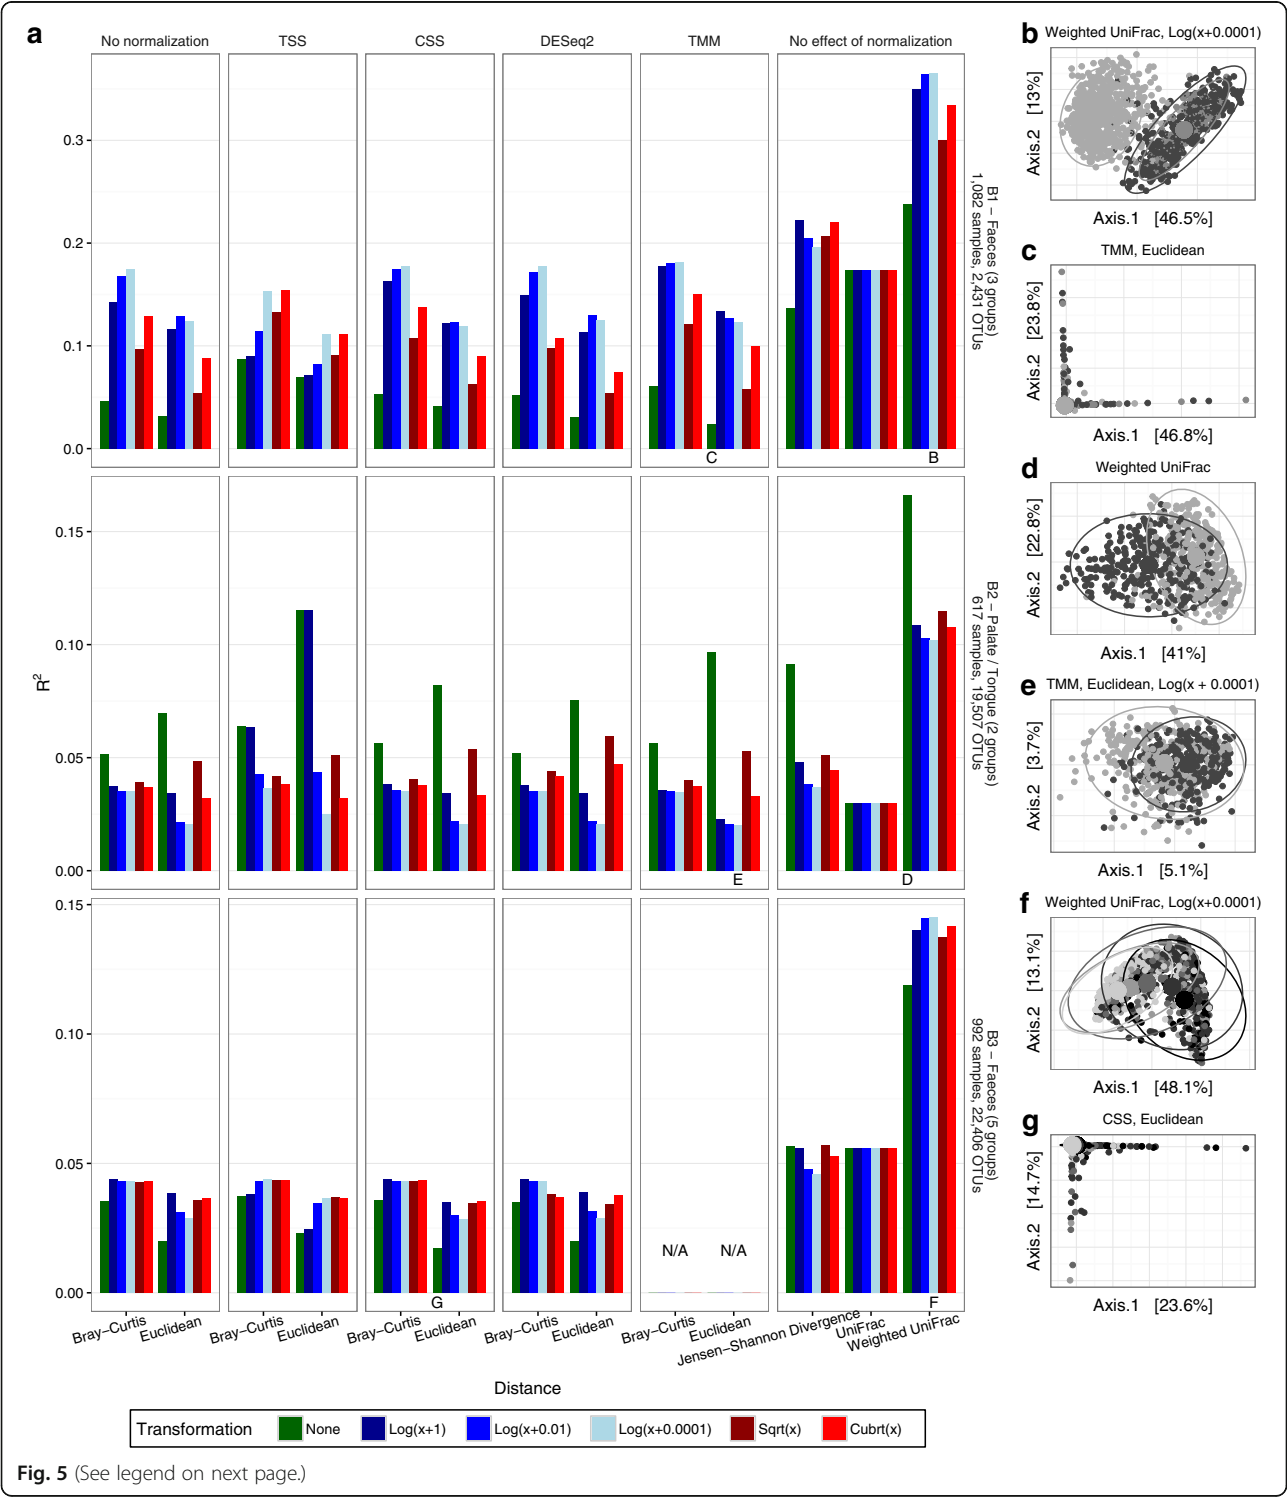 a
No normalization
TSS
CSS
DESeq2
TMM
No effect of normalization
0.3
0.2
0.1
0.0
C
B
B1 – Faeces (3 groups)
1,082 samples, 2,431 OTUs
R²
0.15
0.10
0.05
0.00
E
D
B2 – Palate / Tongue (2 groups)
617 samples, 19,507 OTUs
0.15
0.10
0.05
0.00
N/A
N/A
G
F
B3 – Faeces (5 groups)
992 samples, 22,406 OTUs
Bray–Curtis
Euclidean
Bray–Curtis
Euclidean
Bray–Curtis
Euclidean
Bray–Curtis
Euclidean
Bray–Curtis
Euclidean
Jensen–Shannon Divergence
UniFrac
Weighted UniFrac
Distance
Transformation
None
Log(x+1)
Log(x+0.01)
Log(x+0.0001)
Sqrt(x)
Cubrt(x)
b
Weighted UniFrac, Log(x+0.0001)
Axis.2 [13%]
Axis.1 [46.5%]
c
TMM, Euclidean
Axis.2 [23.8%]
Axis.1 [46.8%]
d
Weighted UniFrac
Axis.2 [22.8%]
Axis.1 [41%]
e
TMM, Euclidean, Log(x + 0.0001)
Axis.2 [3.7%]
Axis.1 [5.1%]
f
Weighted UniFrac, Log(x+0.0001)
Axis.2 [13.1%]
Axis.1 [48.1%]
g
CSS, Euclidean
Axis.2 [14.7%]
Axis.1 [23.6%]
Fig. 5 (See legend on next page.)